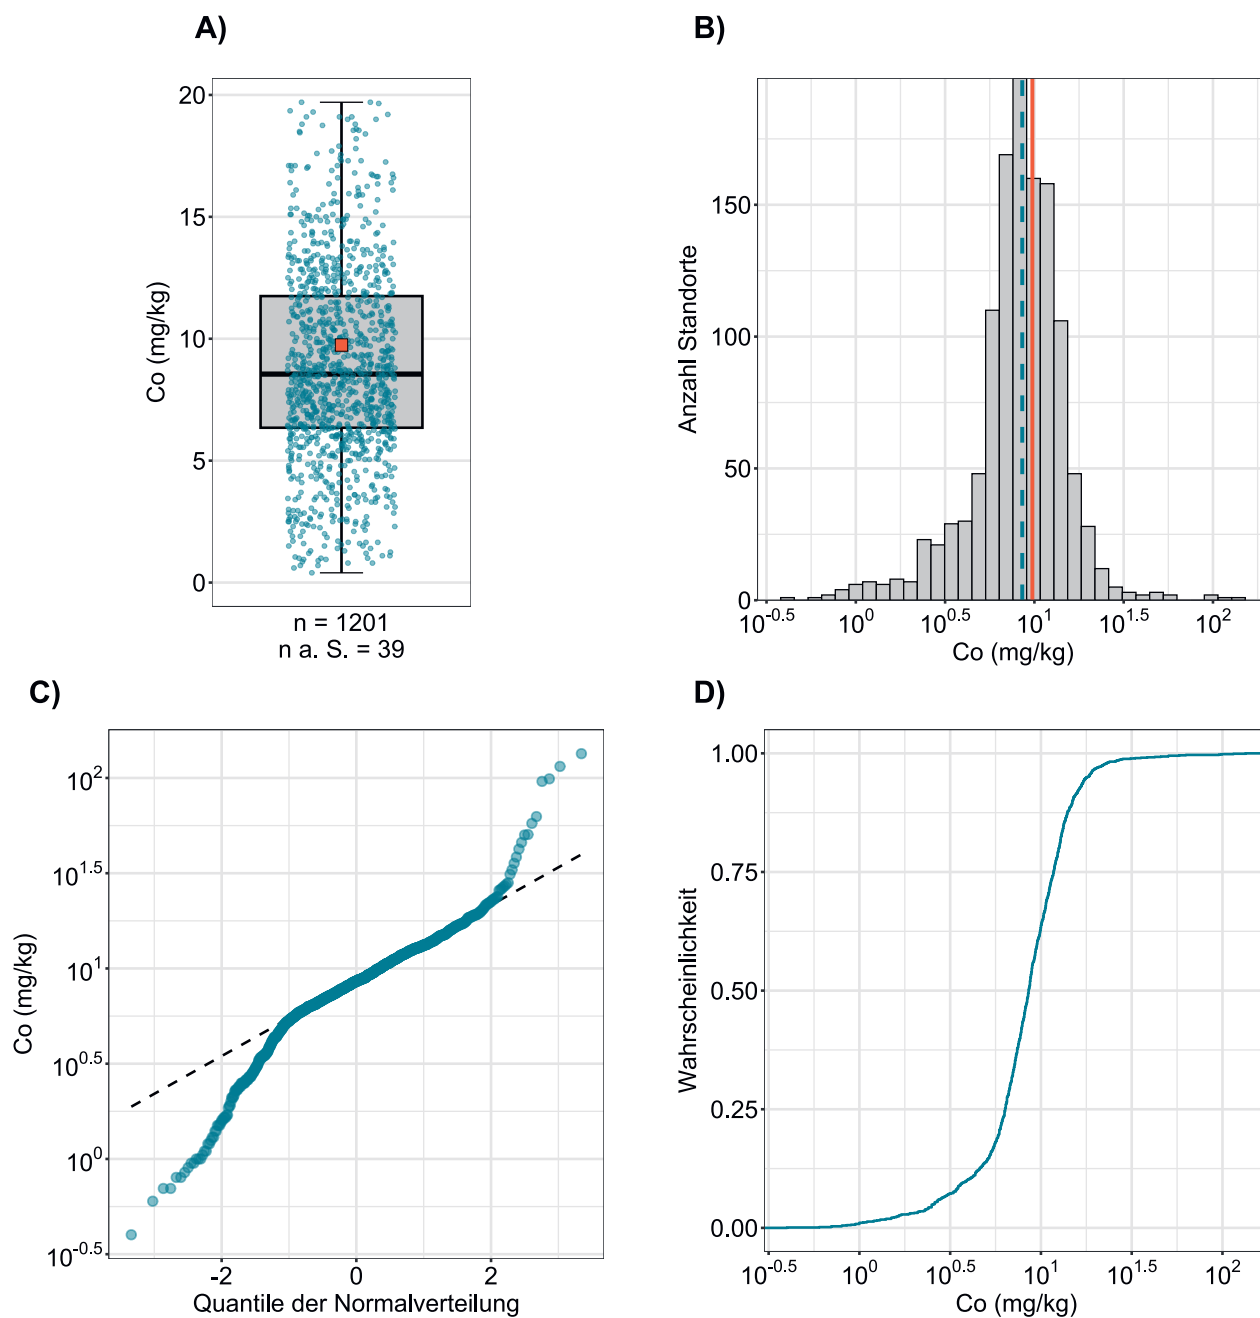 A)
Co (mg/kg)
20
15
10
5
0
n = 1201
n a. S. = 39
B)
Anzahl Standorte
150
100
50
0
10^-0.5 10^0 10^0.5 10^1 10^1.5 10^2
Co (mg/kg)
C)
Co (mg/kg)
10^2
10^1.5
10^1
10^0.5
10^0
10^-0.5
-2 0 2
Quantile der Normalverteilung
D)
Wahrscheinlichkeit
1.00
0.75
0.50
0.25
0.00
10^-0.5 10^0 10^0.5 10^1 10^1.5 10^2
Co (mg/kg)